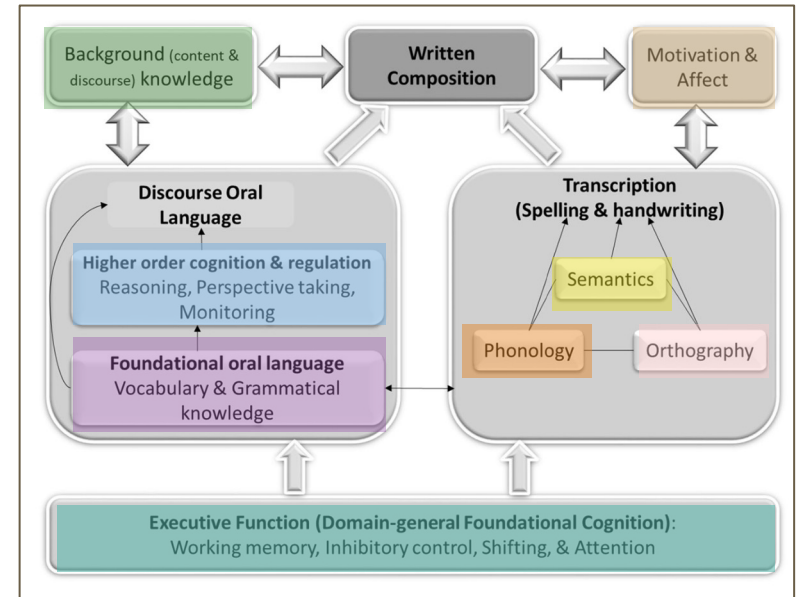 Background (content &
discourse) knowledge
Written
Composition
Motivation &
Affect
Discourse Oral
Language
Higher order cognition & regulation
Reasoning, Perspective taking,
Monitoring
Foundational oral language
Vocabulary & Grammatical
knowledge
Transcription
(Spelling & handwriting)
Semantics
Phonology
Orthography
Executive Function (Domain-general Foundational Cognition):
Working memory, Inhibitory control, Shifting, & Attention